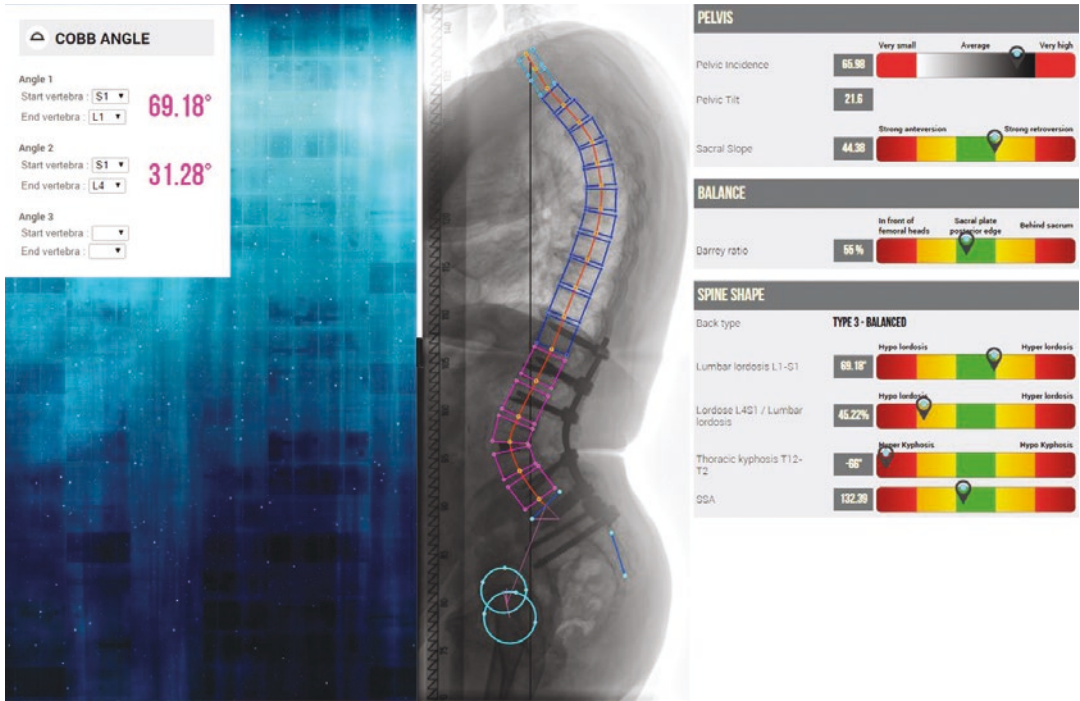 COBB ANGLE
Angle 1
Start vertebra : S1
End vertebra : L1
69.18°
Angle 2
Start vertebra : S1
End vertebra : L4
31.28°
Angle 3
Start vertebra :
End vertebra :
PELVIS
Very small Average Very high
Pelvic Incidence 65.98
Pelvic Tilt 21.6
Strong anteversion Strong retroversion
Sacral Slope 44.38
BALANCE
In front of femoral heads
Sacral plate posterior edge
Behind sacrum
Barrey ratio 55 %
SPINE SHAPE
Back type TYPE 3 - BALANCED
Hypo lordosis Hyper lordosis
Lumbar lordosis L1-S1 69.18°
Hypo lordosis Hyper lordosis
Lordose L4S1 / Lumbar
lordosis
45.22%
Hyper Kyphosis Hypo Kyphosis
Thoracic kyphosis T12-
T2
-66°
SSA 132.39